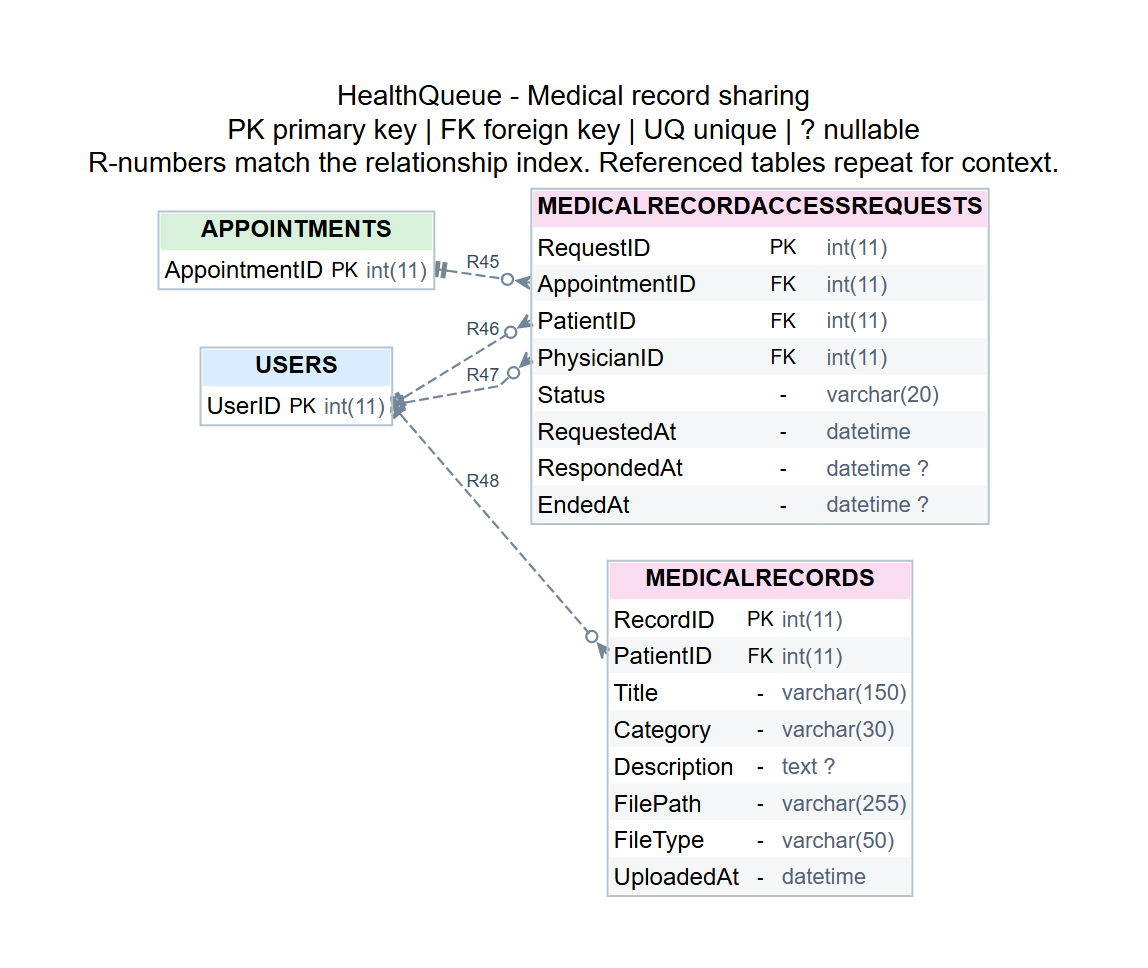 HealthQueue - Medical record sharing
PK primary key | FK foreign key | UQ unique | ? nullable
R-numbers match the relationship index. Referenced tables repeat for context.
APPOINTMENTS
AppointmentID PK int(11)
R45
R46
R47
USERS
UserID PK int(11)
R48
MEDICALRECORDACCESSREQUESTS
RequestID PK int(11)
AppointmentID FK int(11)
PatientID FK int(11)
PhysicianID FK int(11)
Status - varchar(20)
RequestedAt - datetime
RespondedAt - datetime ?
EndedAt - datetime ?
MEDICALRECORDS
RecordID PK int(11)
PatientID FK int(11)
Title - varchar(150)
Category - varchar(30)
Description - text ?
FilePath - varchar(255)
FileType - varchar(50)
UploadedAt - datetime